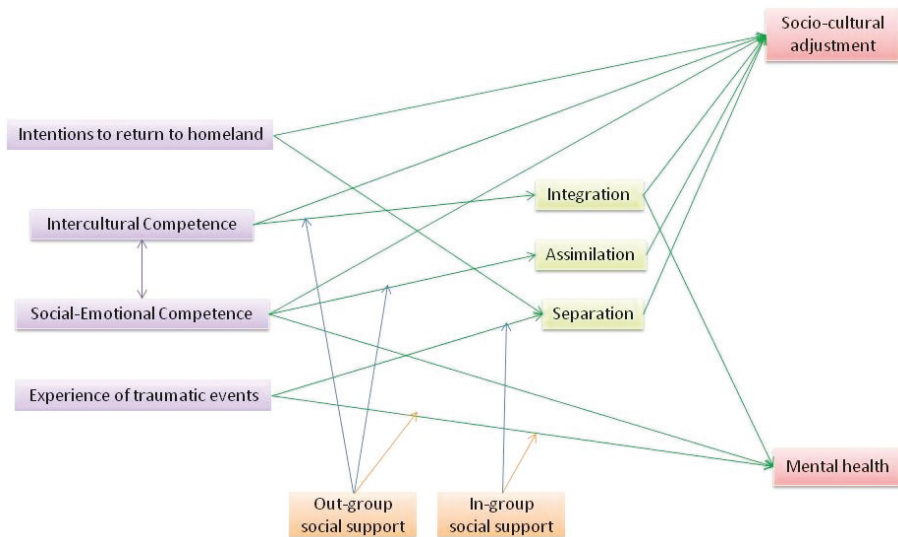 Socio-cultural
adjustment
Intentions to return to homeland
Integration
Intercultural Competence
Assimilation
Social-Emotional Competence
Separation
Experience of traumatic events
Mental health
Out-group
social support
In-group
social support